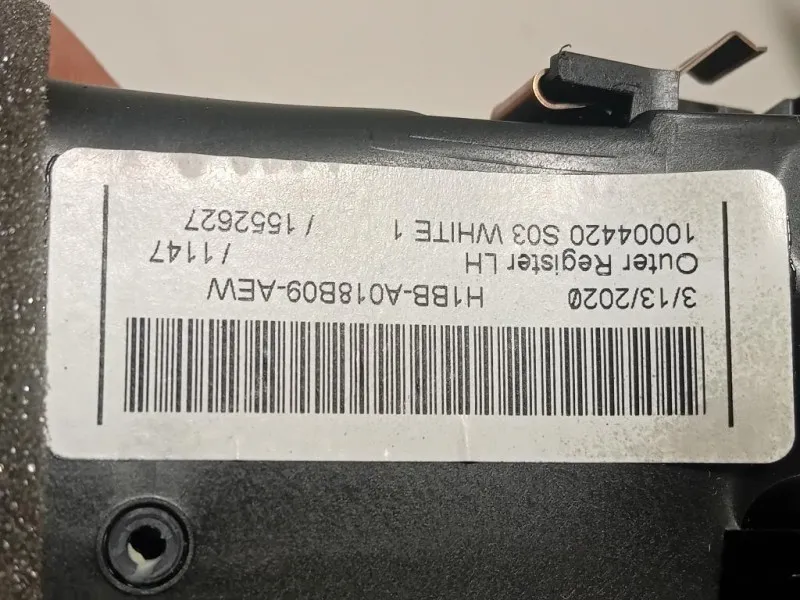 3/13/2020 H1BB-A018B09-AEW
Outer Register LH / 1147
10004420 S03 WHITE 1 / 1552627